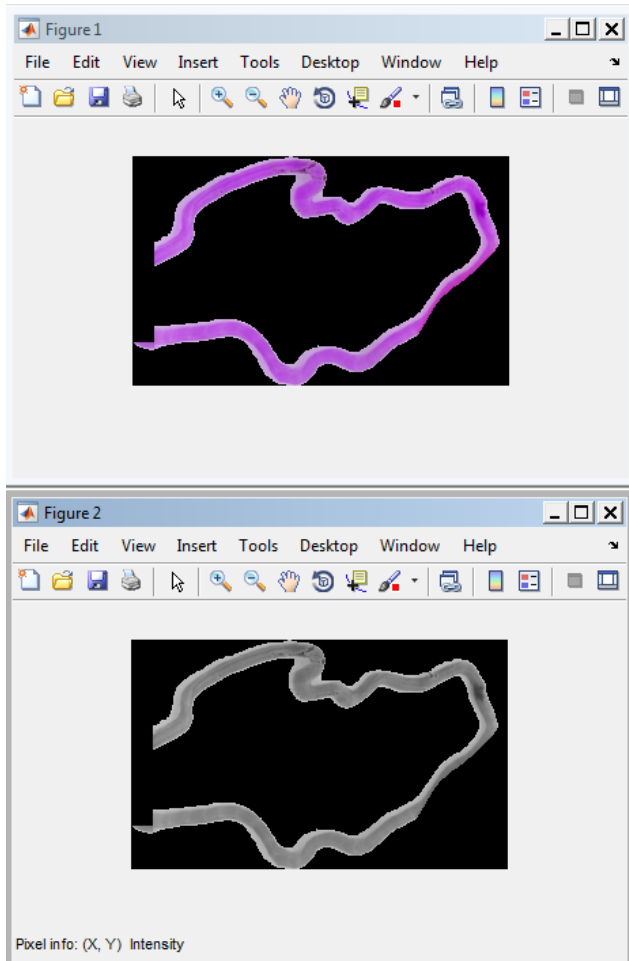 Figure 1
File Edit View Insert Tools Desktop Window Help
Figure 2
File Edit View Insert Tools Desktop Window Help
Pixel info: (X, Y) Intensity